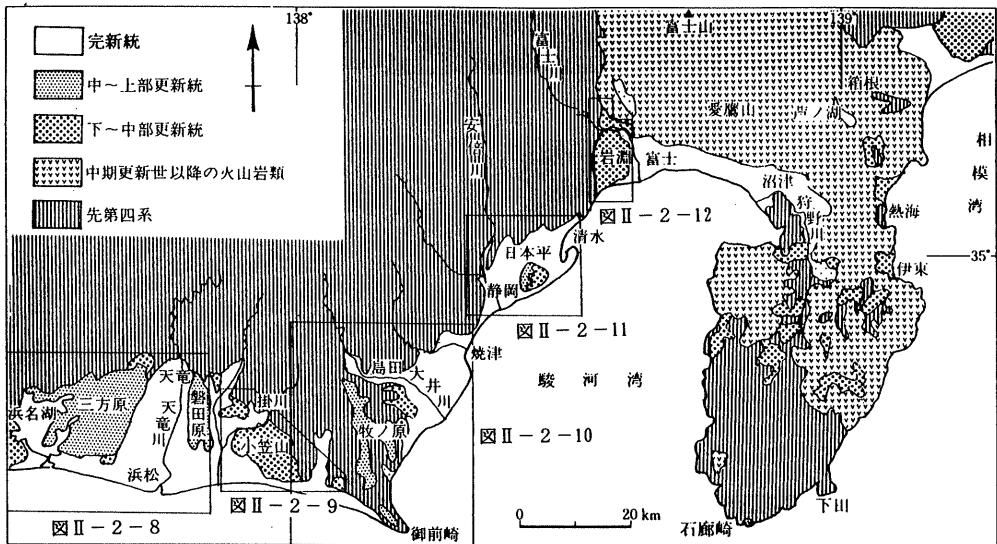 完新統
中～上部更新統
下～中部更新統
中期更新世以降の火山岩類
先第四系
138°
139°
富士山
富士川
安倍川
愛鷹山
箱根
芦ノ湖
相模湾
岩淵
富士
沼津
狩野川
熱海
図Ⅱ－2－12
清水
日本平
静岡
35°
伊東
図Ⅱ－2－11
焼津
駿河湾
島田
大井川
天竜
浜名湖
三方原
天竜川
磐田原
掛川
牧ノ原
笠山
図Ⅱ－2－10
浜松
図Ⅱ－2－9
図Ⅱ－2－8
御前崎
0 20 km
石廊崎
下田